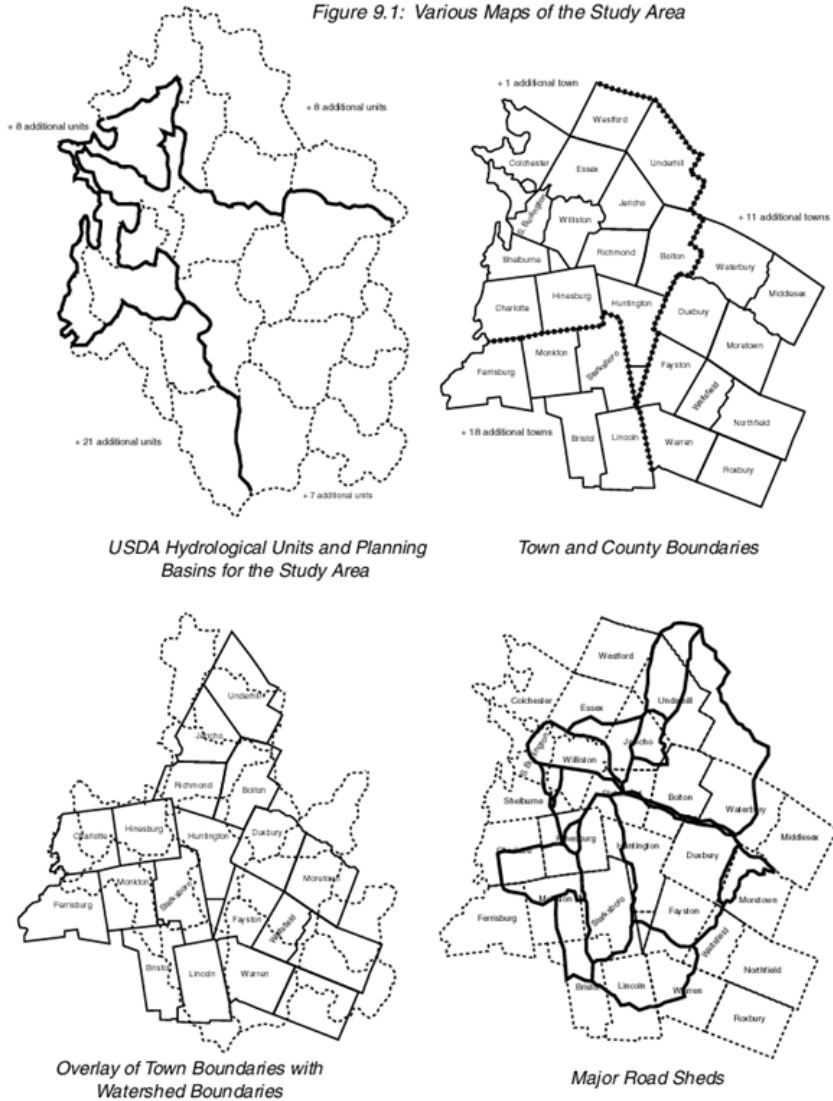 Figure 9.1: Various Maps of the Study Area
+ 8 additional units
+ 8 additional units
+ 21 additional units
+ 7 additional units
USDA Hydrological Units and Planning
Basins for the Study Area
+ 1 additional town
Westford
Colchester
Essex
Underhill
Jericho
S. Burlington
Williston
+ 11 additional towns
Shelburne
Richmond
Bolton
Waterbury
Middlesex
Charlotte
Hinesburg
Huntington
Duxbury
Moretown
Ferrisburg
Monkton
Starksboro
Fayston
Waitsfield
Northfield
+ 18 additional towns
Bristol
Lincoln
Warren
Roxbury
Town and County Boundaries
Underhill
Jericho
Richmond
Bolton
Charlotte
Hinesburg
Huntington
Duxbury
Moretown
Ferrisburg
Monkton
Starksboro
Fayston
Waitsfield
Bristol
Lincoln
Warren
Overlay of Town Boundaries with
Watershed Boundaries
Westford
Colchester
Essex
Underhill
Jericho
S. Burlington
Williston
Shelburne
Bolton
Waterbury
Middlesex
Hinesburg
Huntington
Duxbury
Moretown
Ferrisburg
Starksboro
Fayston
Waitsfield
Northfield
Bristol
Lincoln
Warren
Roxbury
Major Road Sheds